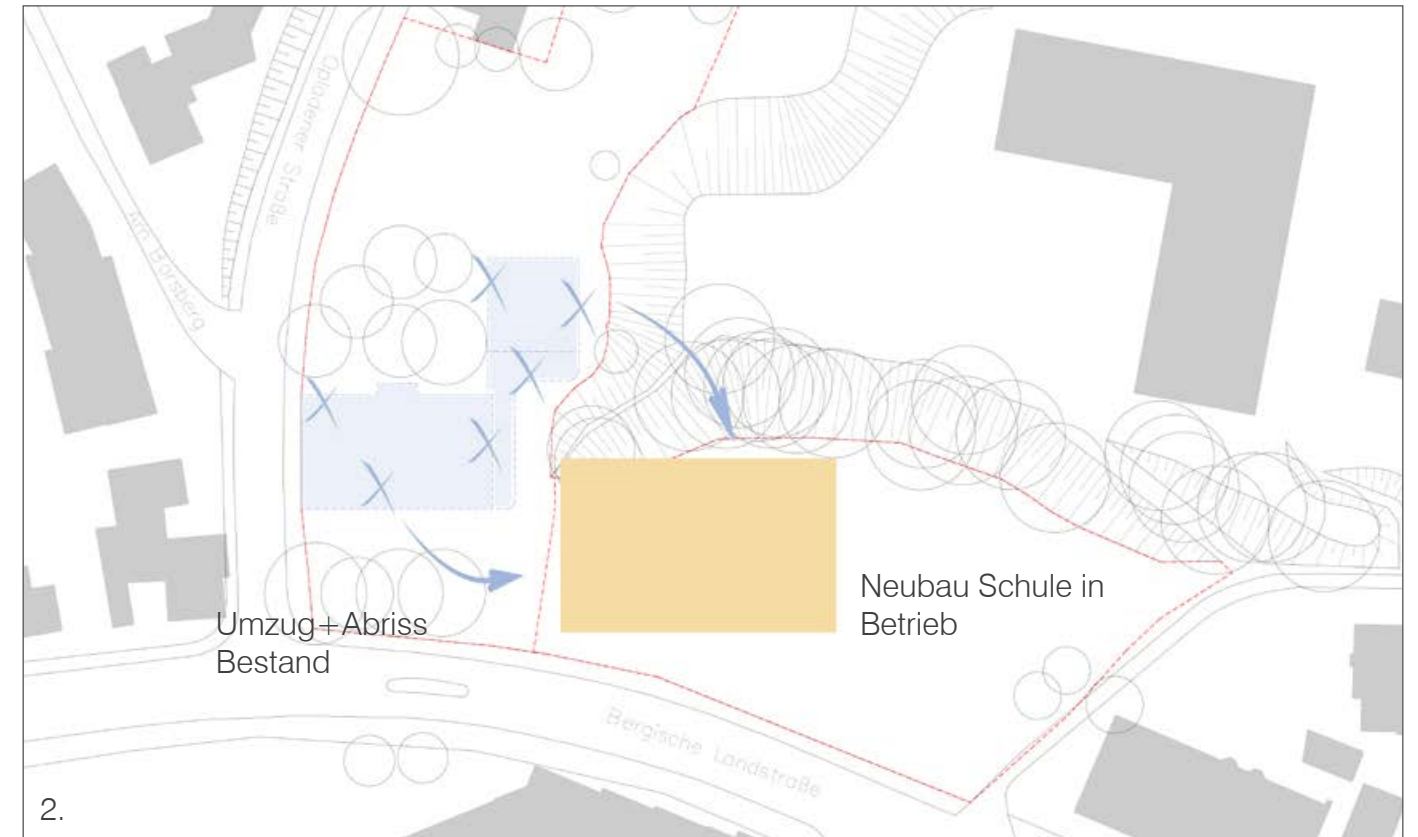 Opladener Straße
Am Borsberg
Neubau Schule in
Betrieb
Umzug+Abriss
Bestand
Bergische Landstraße
2.